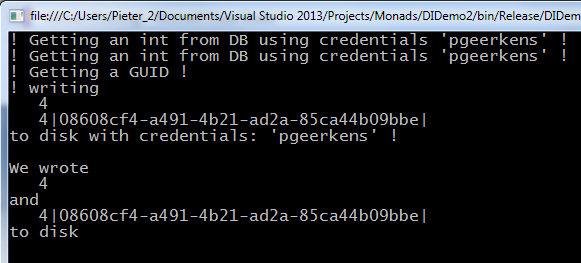 file:///C:/Users/Pieter_2/Documents/Visual Studio 2013/Projects/Monads/DIDemo2/bin/Release/DIDem
! Getting an int from DB using credentials 'pgeerkens' !
! Getting an int from DB using credentials 'pgeerkens' !
! Getting a GUID !
! writing
   4
   4|08608cf4-a491-4b21-ad2a-85ca44b09bbe|
to disk with credentials: 'pgeerkens' !

We wrote
   4
and
   4|08608cf4-a491-4b21-ad2a-85ca44b09bbe|
to disk